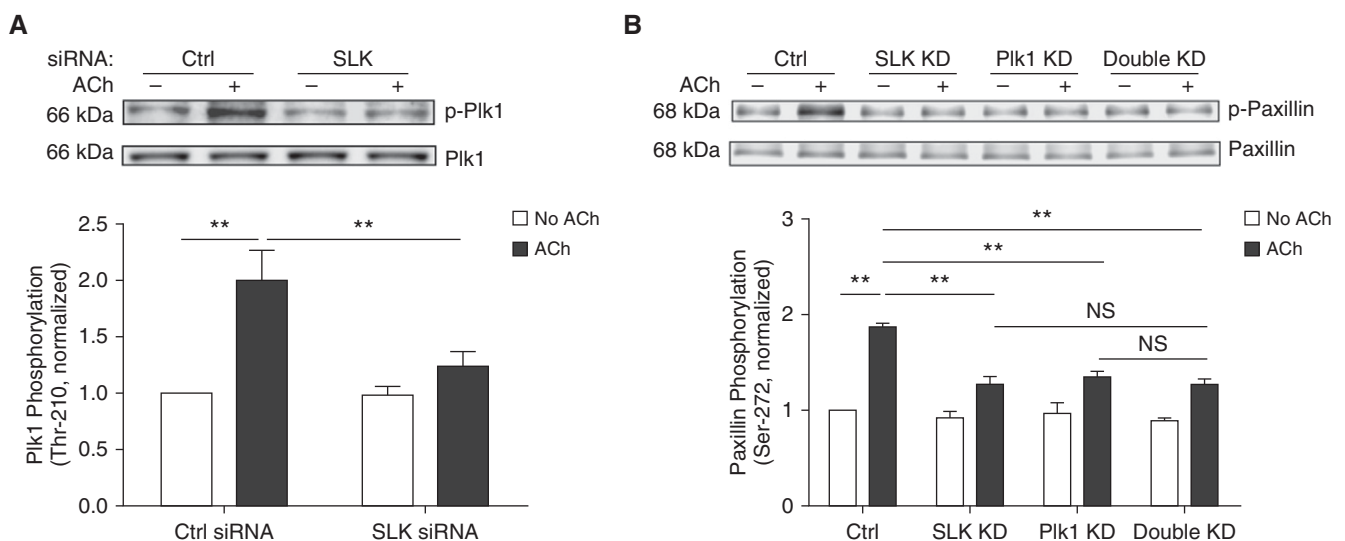 A
siRNA: Ctrl SLK
ACh − + − +
66 kDa p-Plk1
66 kDa Plk1
No ACh
ACh
Plk1 Phosphorylation
(Thr-210, normalized)
2.5
2.0
1.5
1.0
0.5
0.0
** **
Ctrl siRNA SLK siRNA
B
Ctrl SLK KD Plk1 KD Double KD
ACh − + − + − + − +
68 kDa p-Paxillin
68 kDa Paxillin
No ACh
ACh
Paxillin Phosphorylation
(Ser-272, normalized)
3
2
1
0
**
**
** **
NS
NS
Ctrl SLK KD Plk1 KD Double KD